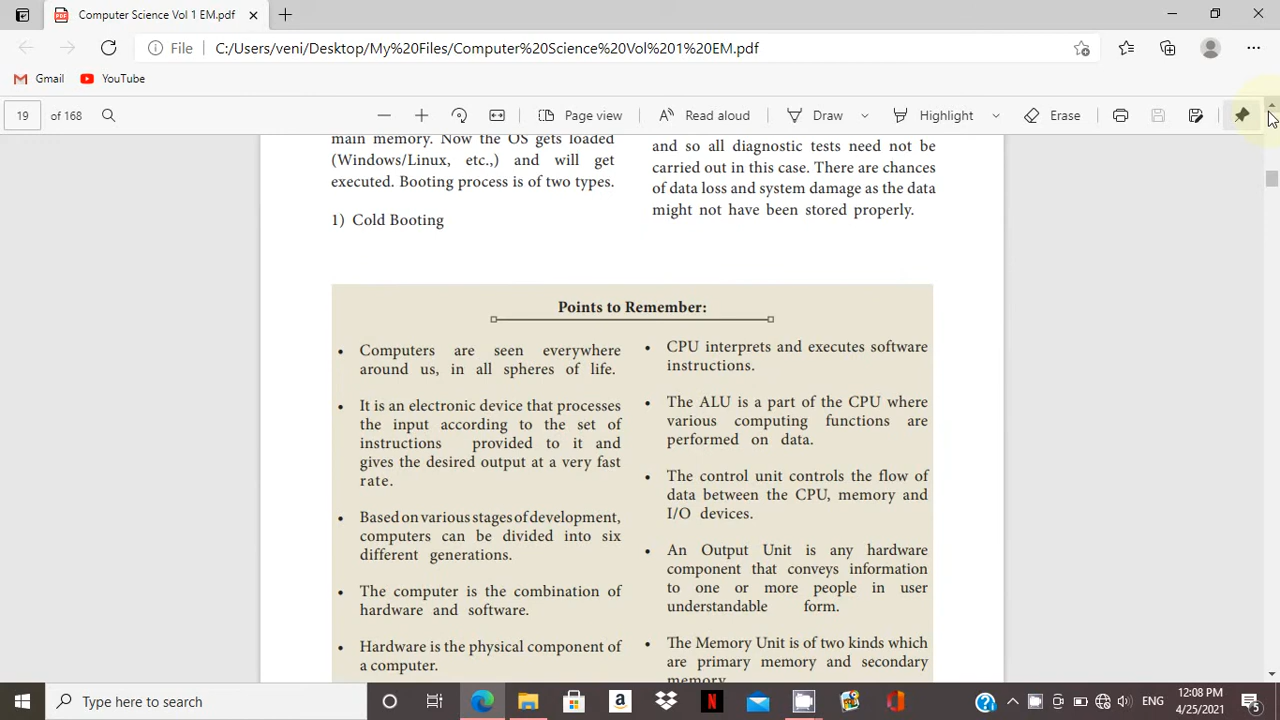 Computer Science Vol 1 EM.pdf
File
C:/Users/veni/Desktop/My%20Files/Computer%20Science%20Vol%201%20EM.pdf
Gmail
YouTube
19
of 168
Page view
Read aloud
Draw
Highlight
Erase
main memory. Now the OS gets loaded
(Windows/Linux, etc.,) and will get
executed. Booting process is of two types.
1) Cold Booting
and so all diagnostic tests need not be
carried out in this case. There are chances
of data loss and system damage as the data
might not have been stored properly.
Points to Remember:
• Computers are seen everywhere
around us, in all spheres of life.
• It is an electronic device that processes
the input according to the set of
instructions provided to it and
gives the desired output at a very fast
rate.
• Based on various stages of development,
computers can be divided into six
different generations.
• The computer is the combination of
hardware and software.
• Hardware is the physical component of
a computer.
• CPU interprets and executes software
instructions.
• The ALU is a part of the CPU where
various computing functions are
performed on data.
• The control unit controls the flow of
data between the CPU, memory and
I/O devices.
• An Output Unit is any hardware
component that conveys information
to one or more people in user
understandable form.
• The Memory Unit is of two kinds which
are primary memory and secondary
memory.
Type here to search
ENG
12:08 PM
4/25/2021
5